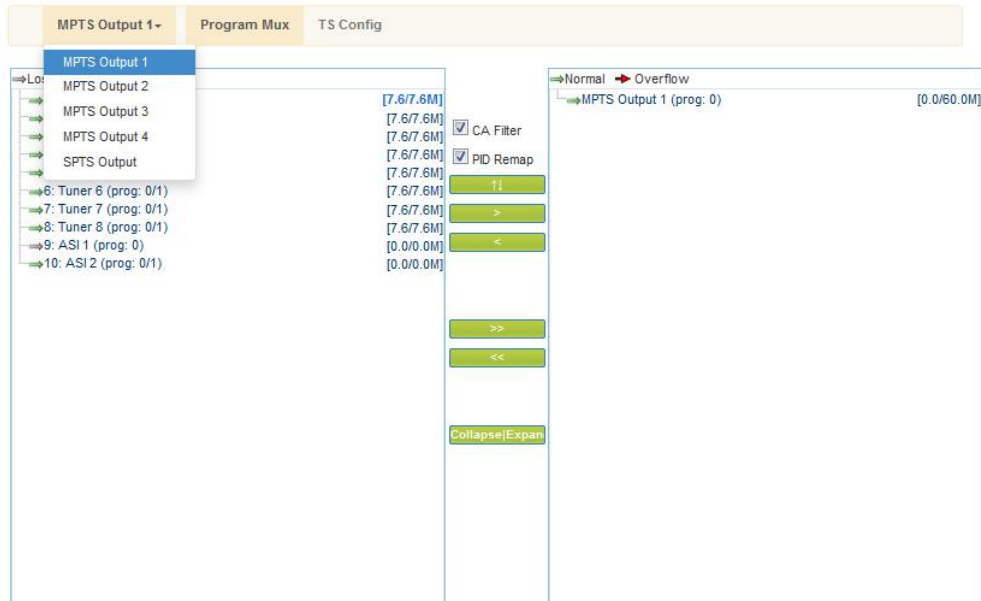 MPTS Output 1 Program Mux TS Config
MPTS Output 1
MPTS Output 2
MPTS Output 3
MPTS Output 4
SPTS Output
Normal Overflow
[7.6/7.6M]
[7.6/7.6M]
[7.6/7.6M]
[7.6/7.6M]
[7.6/7.6M]
6: Tuner 6 (prog: 0/1) [7.6/7.6M]
7: Tuner 7 (prog: 0/1) [7.6/7.6M]
8: Tuner 8 (prog: 0/1) [7.6/7.6M]
9: ASI 1 (prog: 0) [0.0/0.0M]
10: ASI 2 (prog: 0/1) [0.0/0.0M]
CA Filter
PID Remap
↑↓
>
<
>>
<<
Collapse|Expan
MPTS Output 1 (prog: 0) [0.0/60.0M]